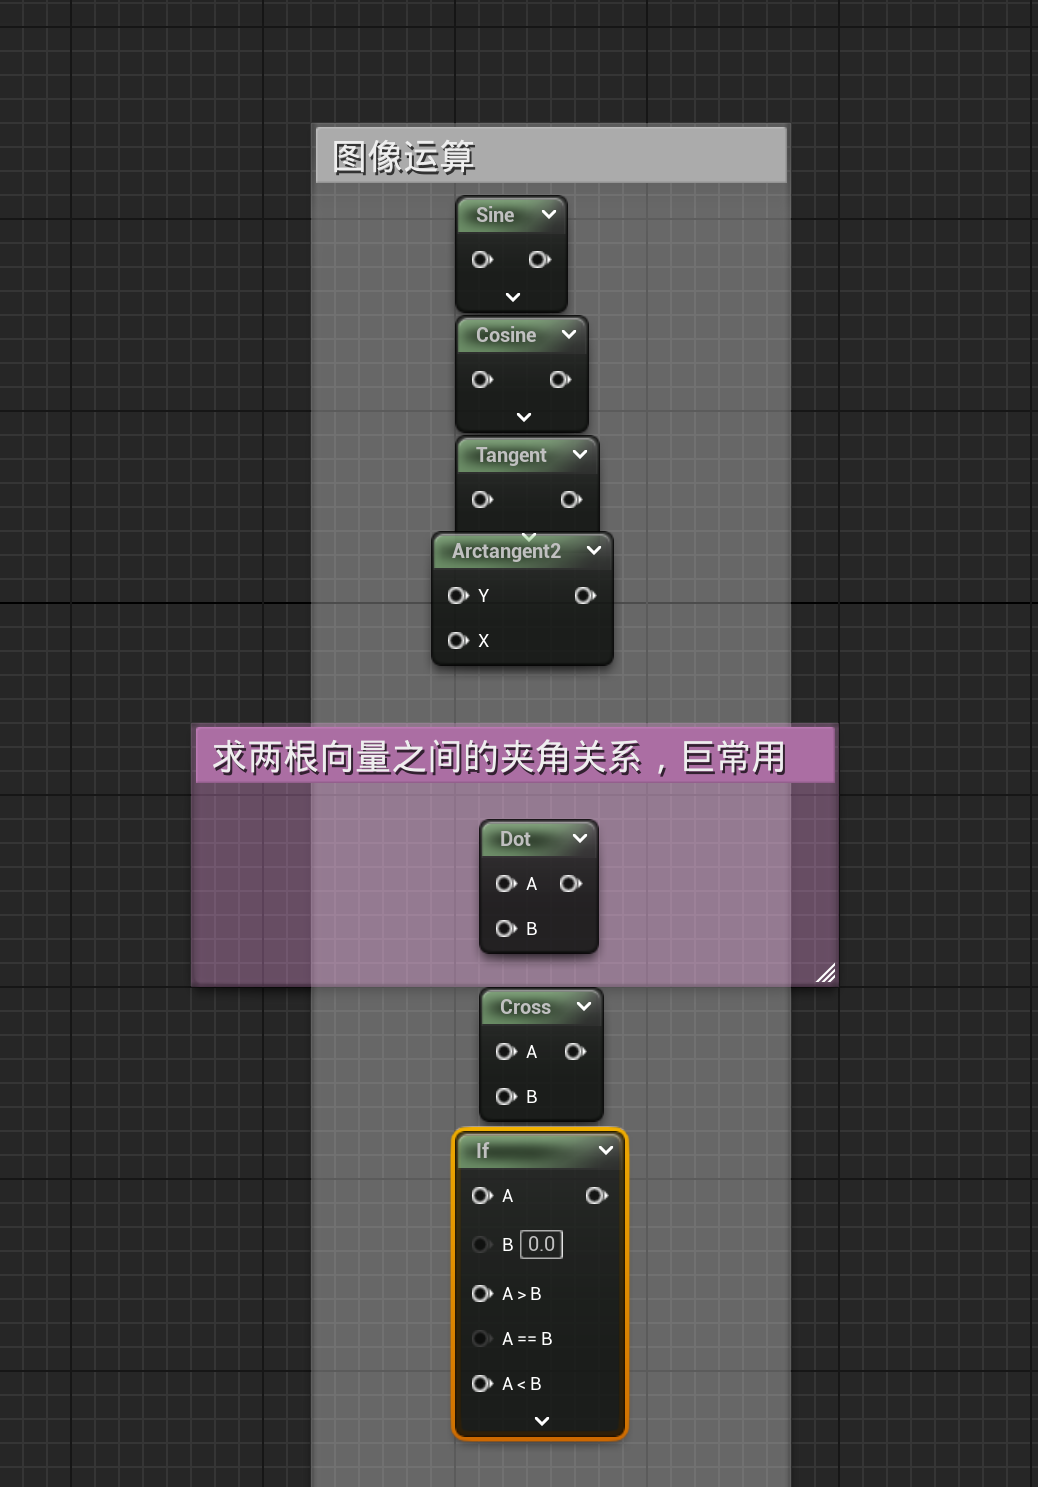 图像运算
Sine
Cosine
Tangent
Arctangent2
Y
X
求两根向量之间的夹角关系，巨常用
Dot
A
B
Cross
A
B
If
A
B 0.0
A > B
A == B
A < B